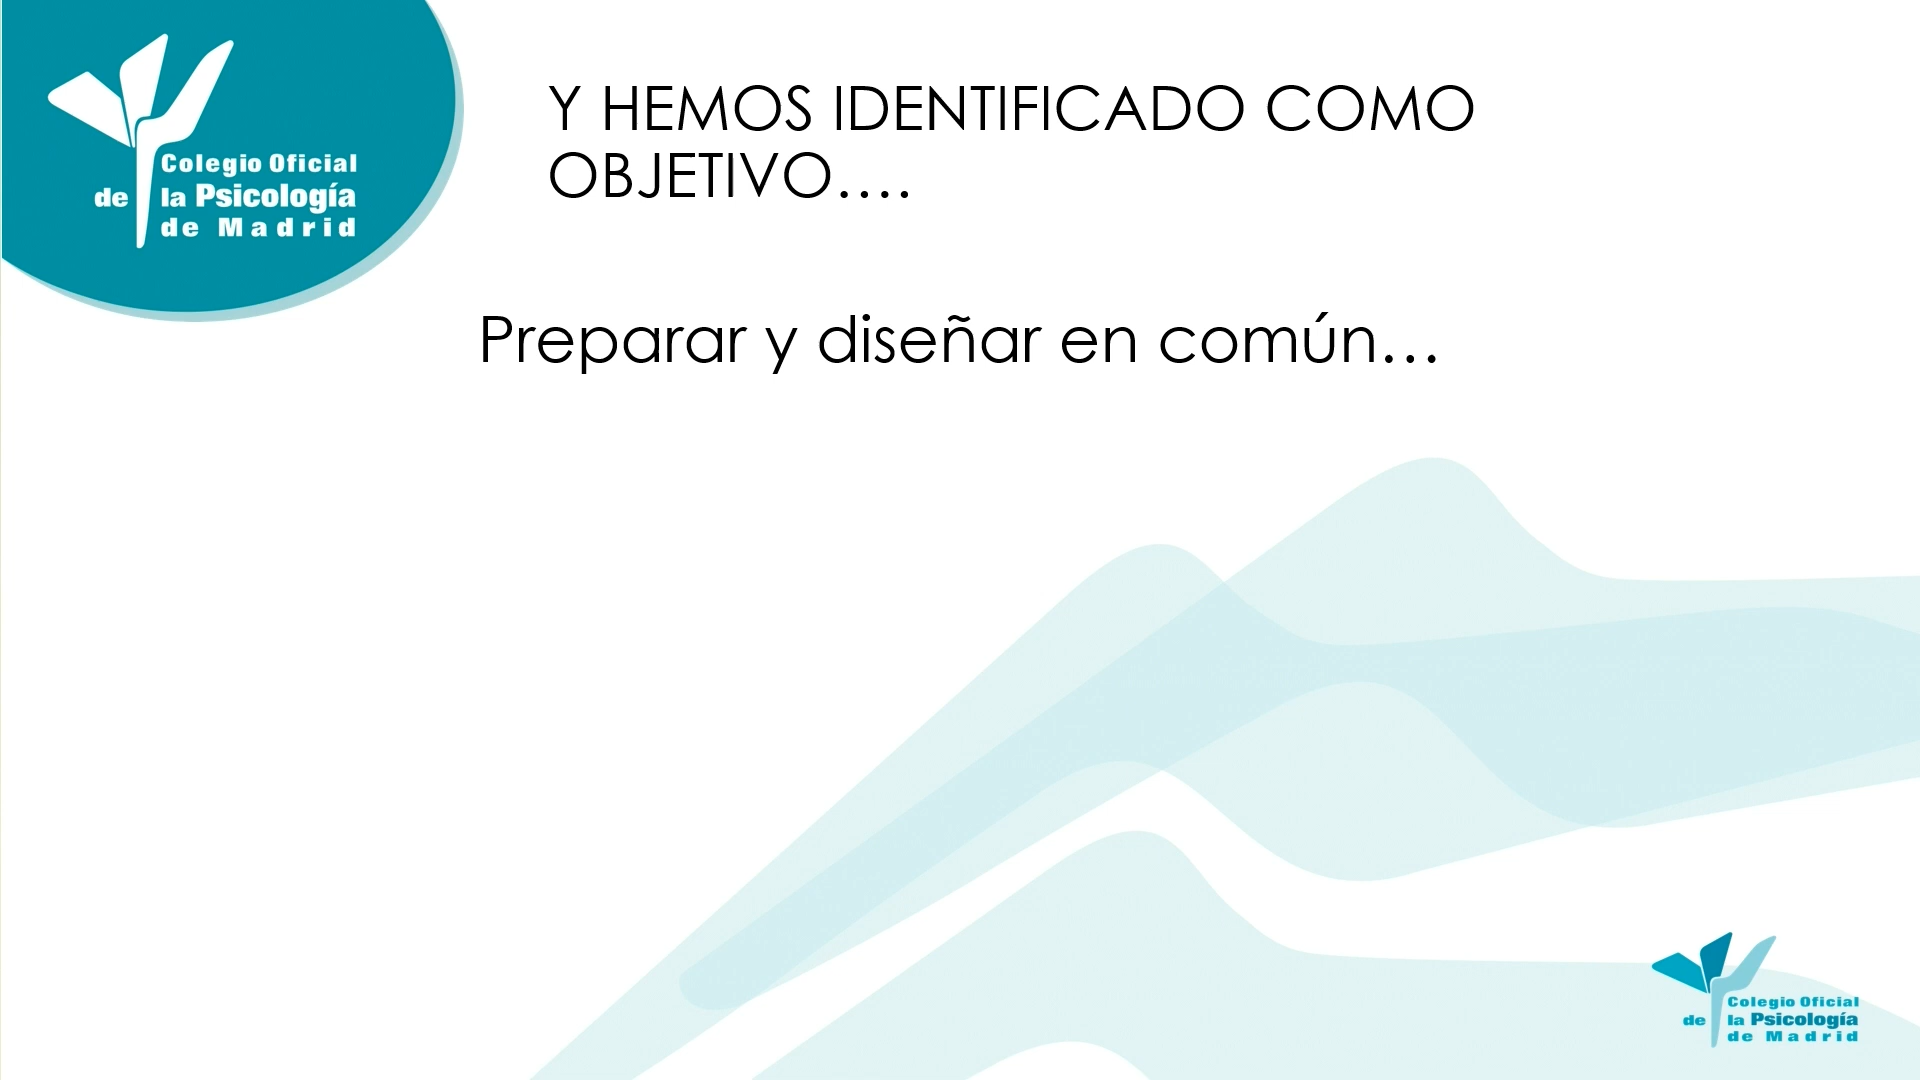 Colegio Oficial
de la Psicología
de Madrid
Y HEMOS IDENTIFICADO COMO
OBJETIVO....
Preparar y diseñar en común...
Colegio Oficial
de la Psicología
de Madrid